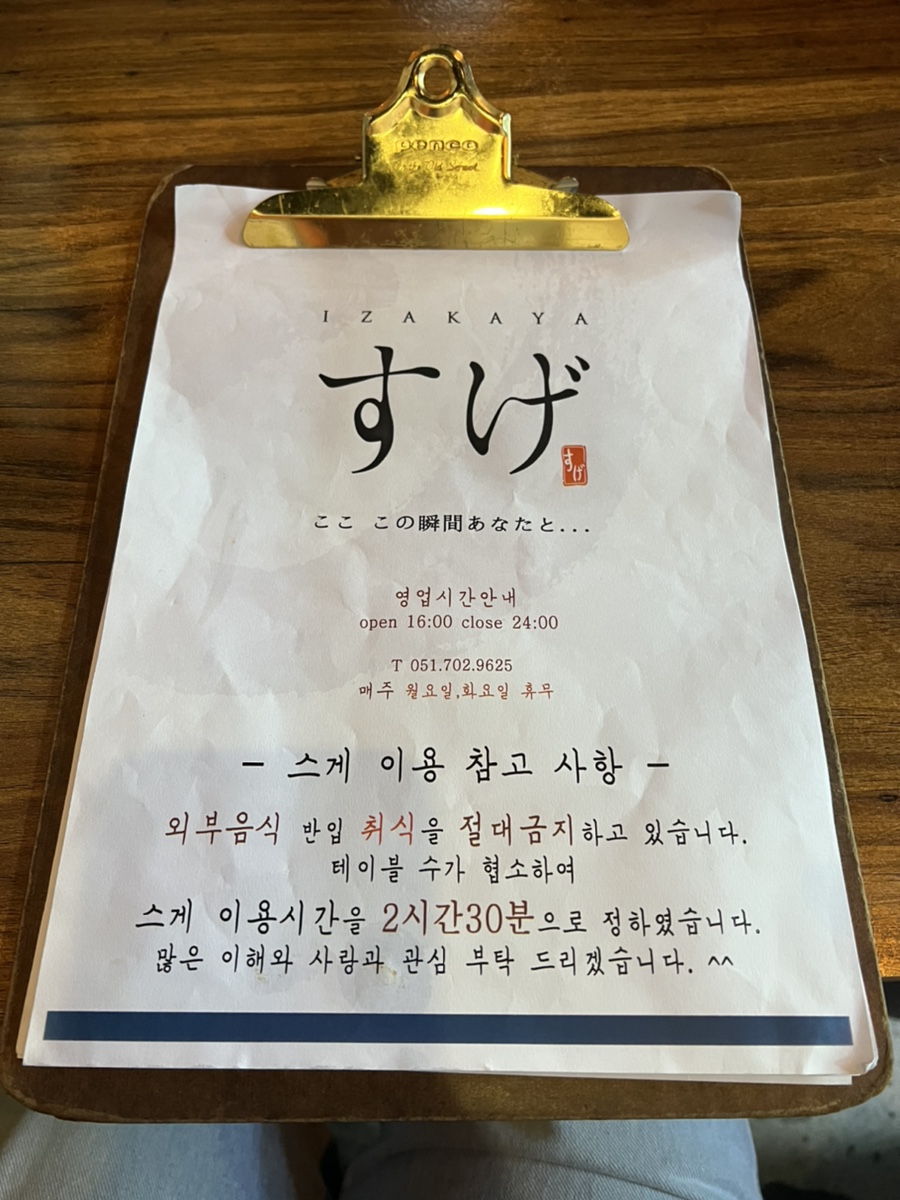 penco
IZAKAYA
すげ
すげ
ここ この瞬間あなたと...
영업시간안내
open 16:00 close 24:00
T 051.702.9625
매주 월요일,화요일 휴무
- 스게 이용 참고 사항 -
외부음식 반입 취식을 절대금지하고 있습니다.
테이블 수가 협소하여
스게 이용시간을 2시간30분으로 정하였습니다.
많은 이해와 사랑과 관심 부탁 드리겠습니다. ^^